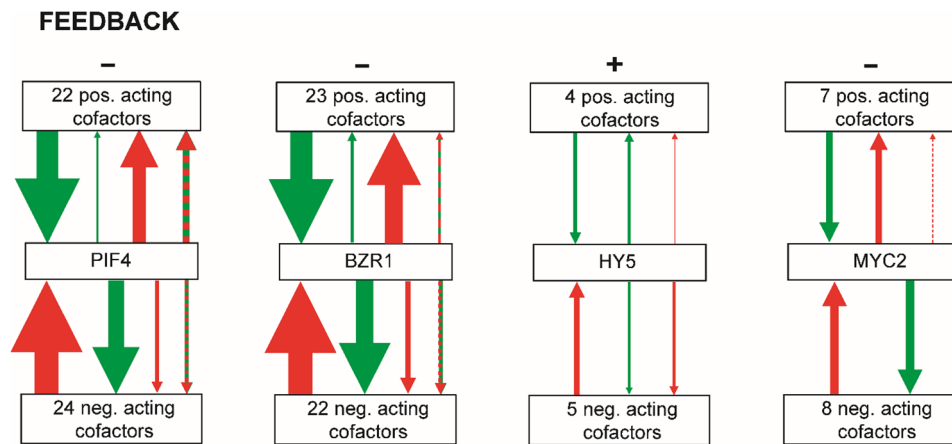 FEEDBACK
– – + –
22 pos. acting
cofactors
23 pos. acting
cofactors
4 pos. acting
cofactors
7 pos. acting
cofactors
PIF4
BZR1
HY5
MYC2
24 neg. acting
cofactors
22 neg. acting
cofactors
5 neg. acting
cofactors
8 neg. acting
cofactors